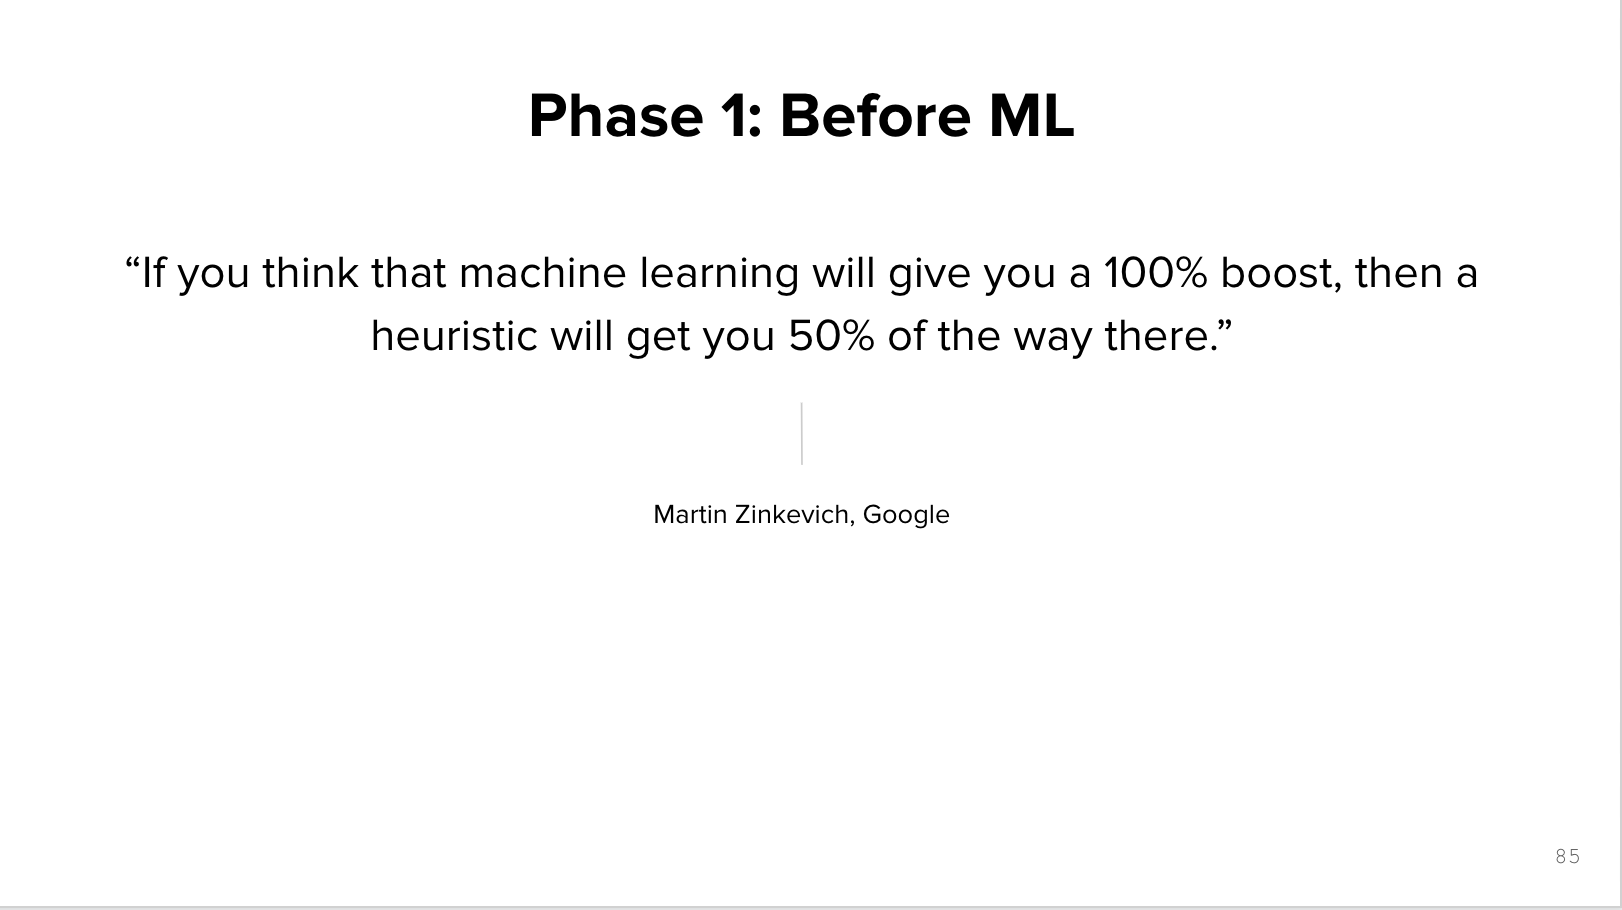 Phase 1: Before ML
“If you think that machine learning will give you a 100% boost, then a
heuristic will get you 50% of the way there.”
Martin Zinkevich, Google
85